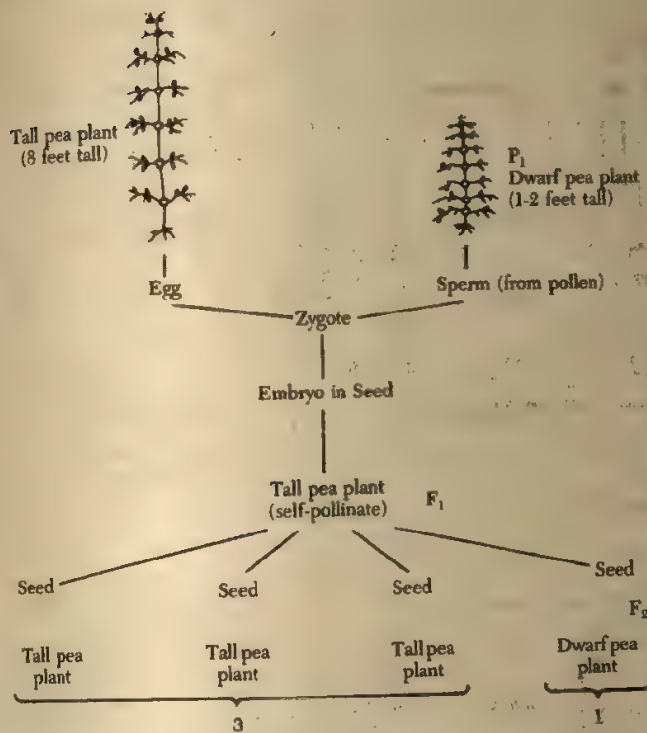 Tall pea plant
(8 feet tall)
P₁
Dwarf pea plant
(1-2 feet tall)
Egg
Sperm (from pollen)
Zygote
Embryo in Seed
Tall pea plant
(self-pollinate)
F₁
Seed
Seed
Seed
Seed
F₂
Tall pea
plant
Tall pea
plant
Tall pea
plant
Dwarf pea
plant
3
1